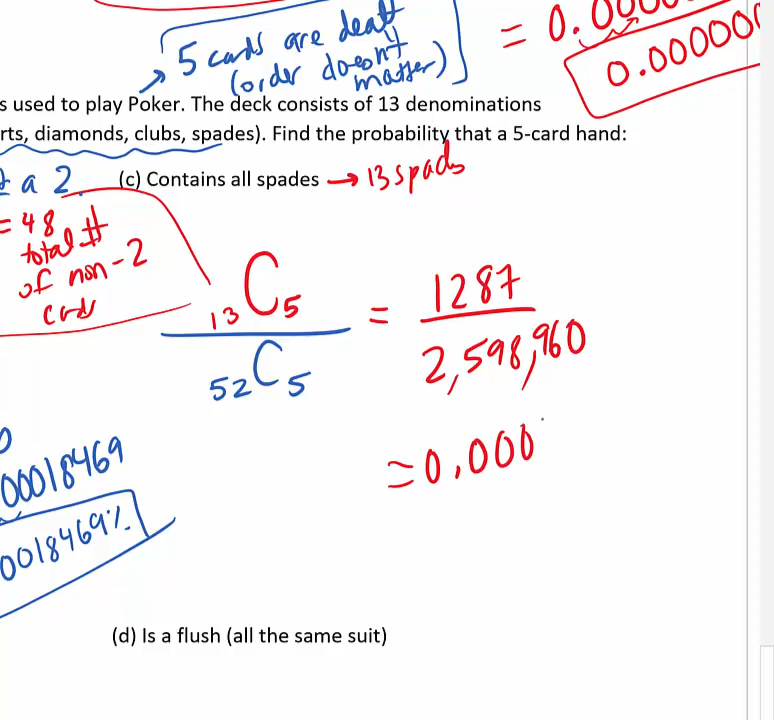 5 cards are dealt = 0.0000
(order doesn't 0.00000
matter)
s used to play Poker. The deck consists of 13 denominations
rts, diamonds, clubs, spades). Find the probability that a 5-card hand:
a 2 (c) Contains all spades → 13 spads
= 48
total #
of non-2
crds
13C5 = 1287
52C5 2,598,960
00018469 =0.000
0018469%
(d) Is a flush (all the same suit)